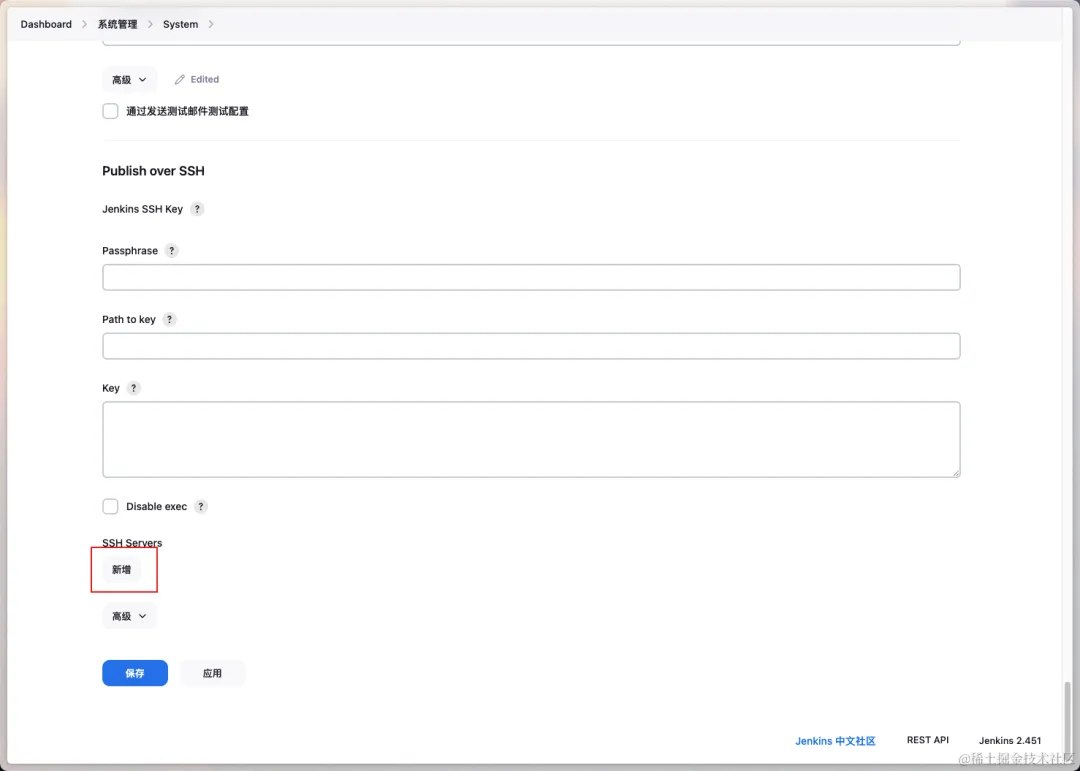 Dashboard > 系统管理 > System >
高级 Edited
通过发送测试邮件测试配置
Publish over SSH
Jenkins SSH Key ?
Passphrase ?
Path to key ?
Key ?
Disable exec ?
SSH Servers
新增
高级
保存 应用
Jenkins 中文社区 REST API Jenkins 2.451
@稀土掘金技术社区